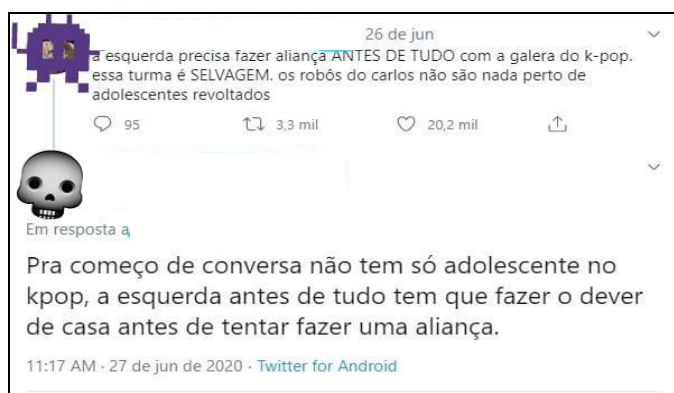 26 de jun
a esquerda precisa fazer aliança ANTES DE TUDO com a galera do k-pop.
essa turma é SELVAGEM. os robôs do carlos não são nada perto de
adolescentes revoltados
95 3,3 mil 20,2 mil
Em resposta a
Pra começo de conversa não tem só adolescente no
kpop, a esquerda antes de tudo tem que fazer o dever
de casa antes de tentar fazer uma aliança.
11:17 AM · 27 de jun de 2020 · Twitter for Android